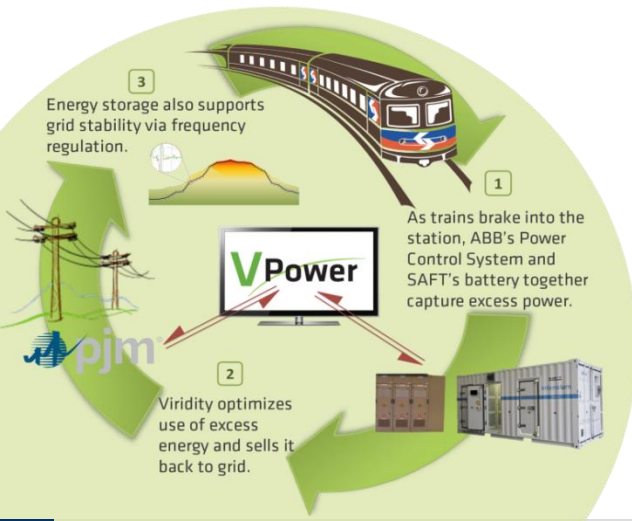 3
Energy storage also supports
grid stability via frequency
regulation.
1
As trains brake into the
station, ABB's Power
Control System and
SAFT's battery together
capture excess power.
VPower
pjm
2
Viridity optimizes
use of excess
energy and sells it
back to grid.